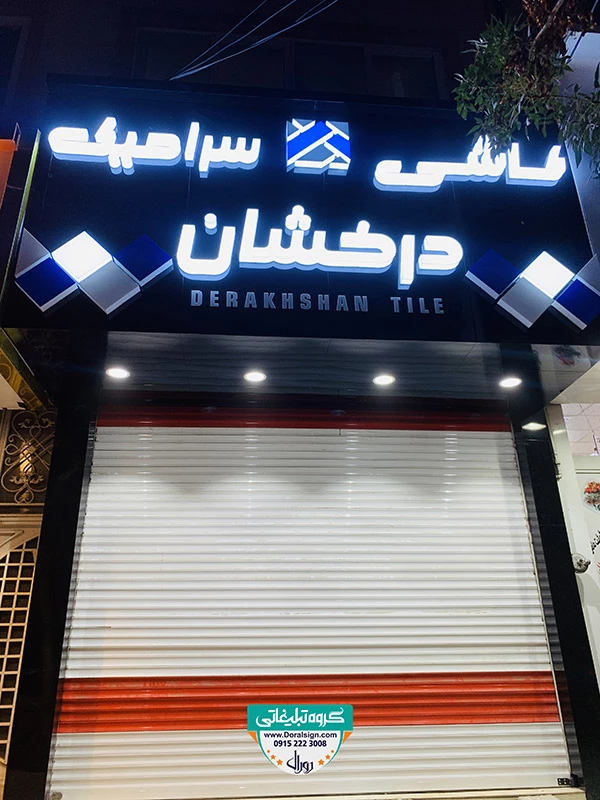 کاشی سرامیک
درخشان
DERAKHSHAN TILE
گروه تبلیغاتی
www.Doralsign.com
0915 222 3008
دورال